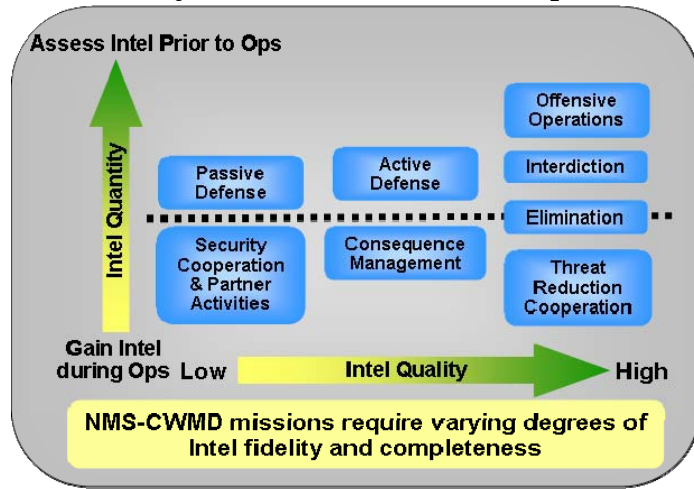 Assess Intel Prior to Ops
Intel Quantity
Offensive
Operations
Passive
Defense
Active
Defense
Interdiction
Elimination
Security
Cooperation
& Partner
Activities
Consequence
Management
Threat
Reduction
Cooperation
Gain Intel
during Ops
Low
Intel Quality
High
NMS-CWMD missions require varying degrees of
Intel fidelity and completeness